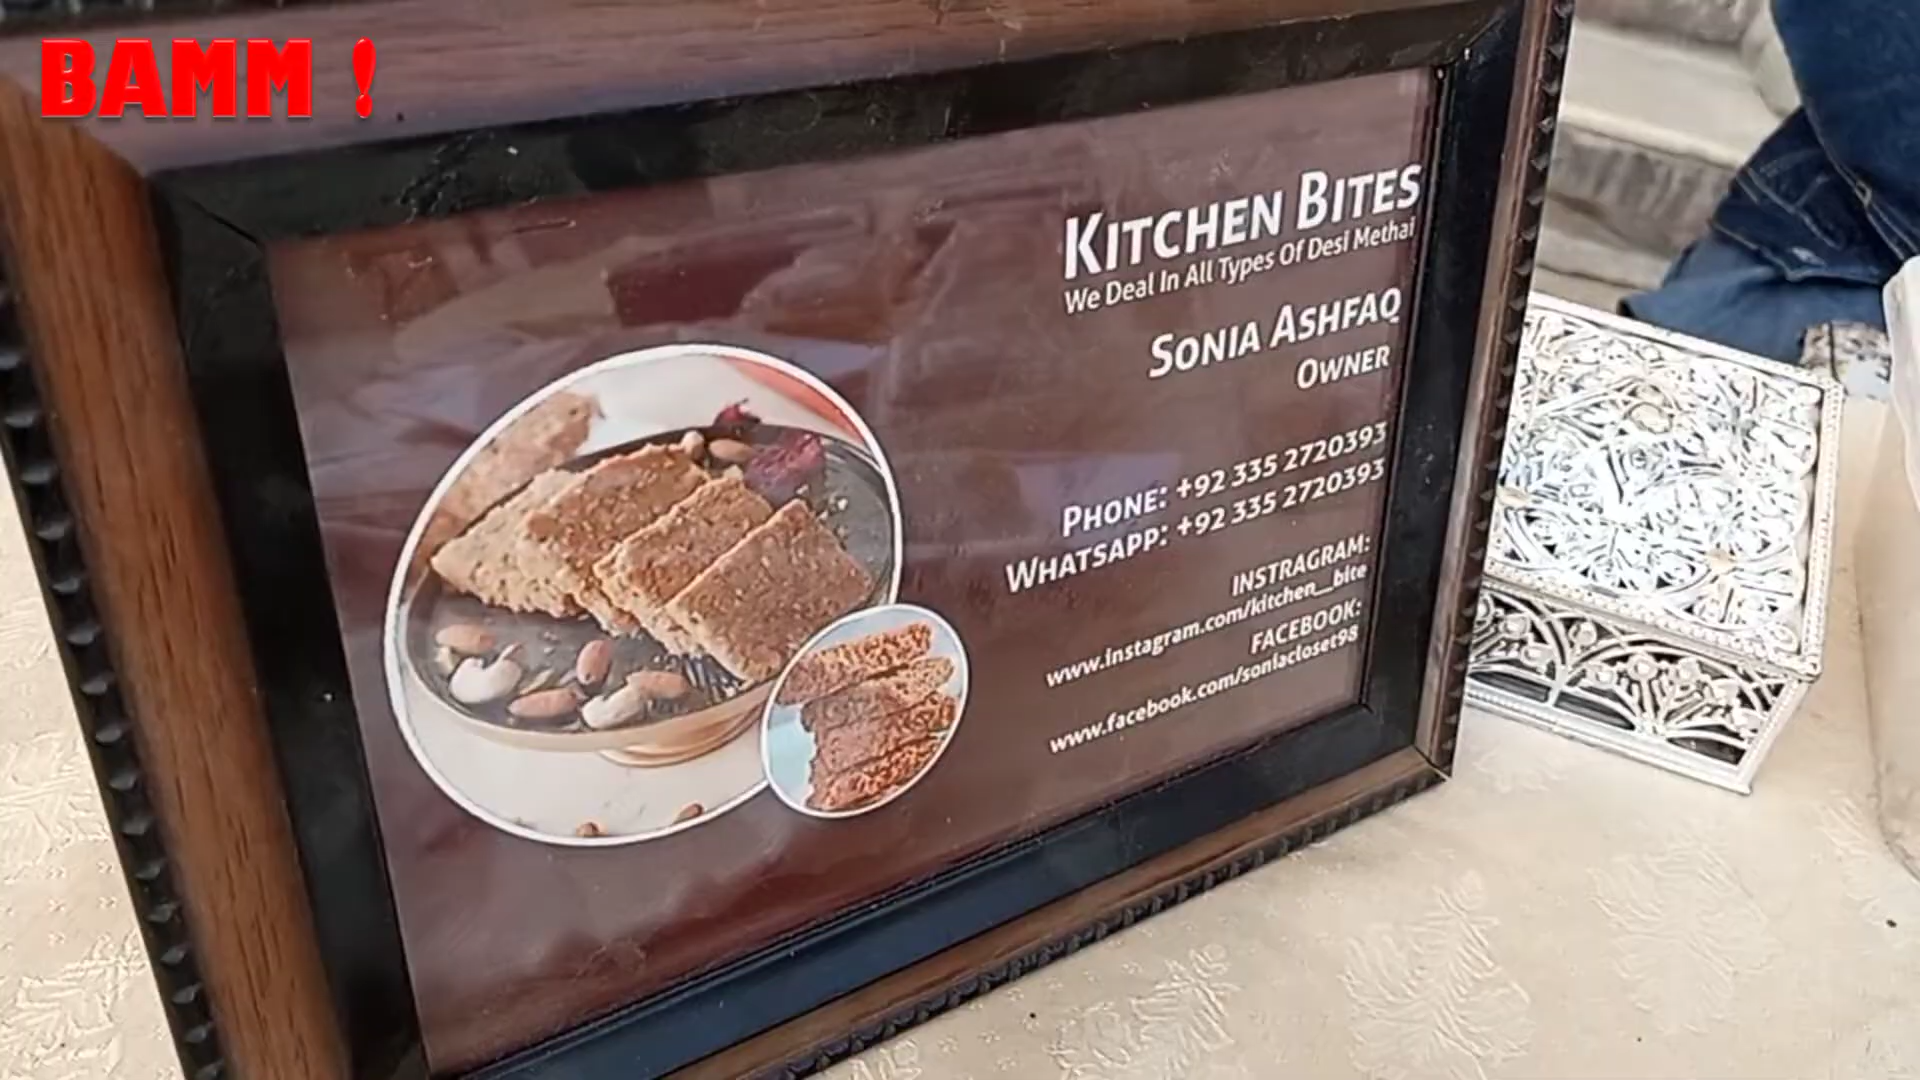 BAMM !
KITCHEN BITES
We Deal In All Types Of Desi Methai
SONIA ASHFAQ
OWNER
PHONE: +92 335 2720393
WHATSAPP: +92 335 2720393
INSTRAGRAM:
www.instagram.com/kitchen__bite
FACEBOOK:
www.facebook.com/soniacloset98